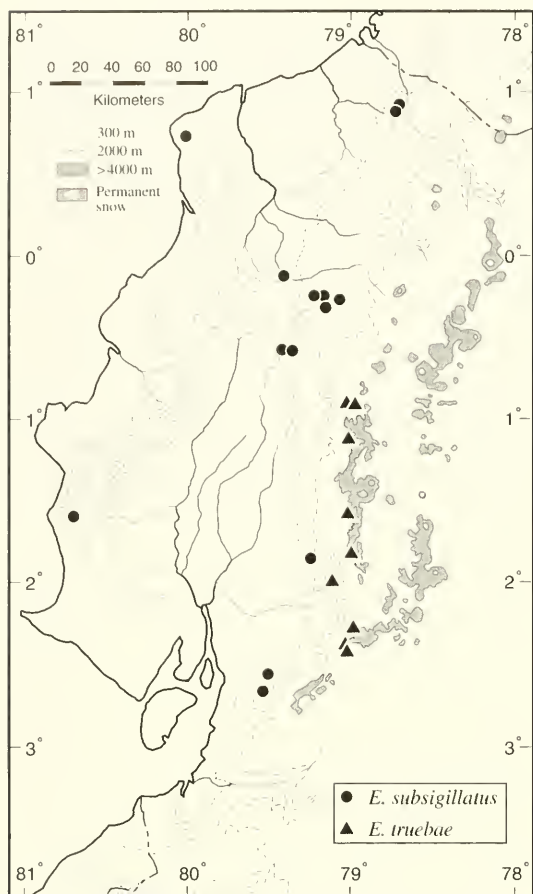 81° 80 79 78°
0 20 40 60 80 100
Kilometers
300 m
2000 m
>4000 m
Permanent
snow
1° 1°
0° 0°
1° 1°
2° 2°
3° 3°
E. subsigillatus
E. truebae
81° 80 79 78°